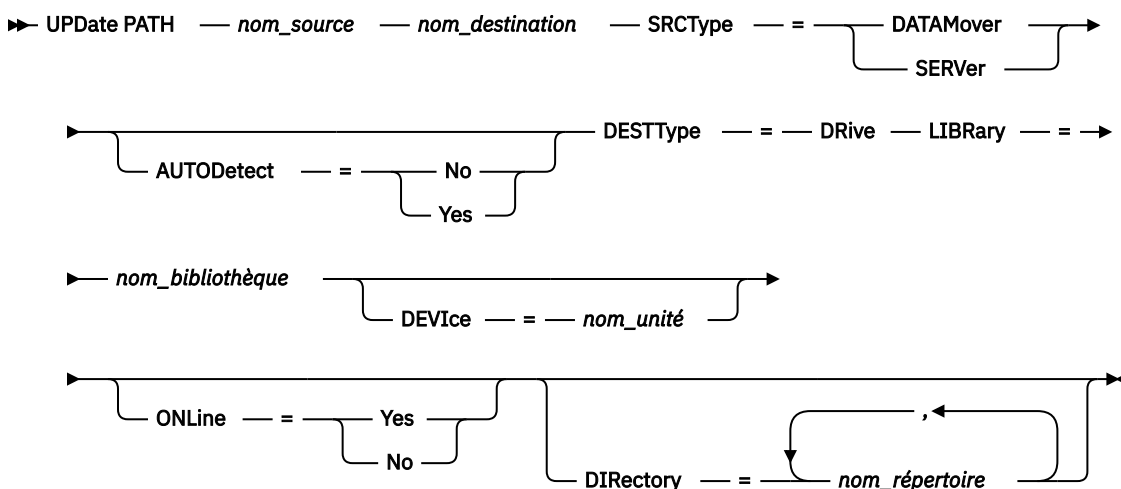 UPDate PATH nom_source nom_destination SRCType = DATAMover
SERVer
AUTODetect = No
Yes
DESTType = DRive LIBRary =
nom_bibliothèque
DEVIce = nom_unité
ONLine = Yes
No
,
DIRectory = nom_répertoire